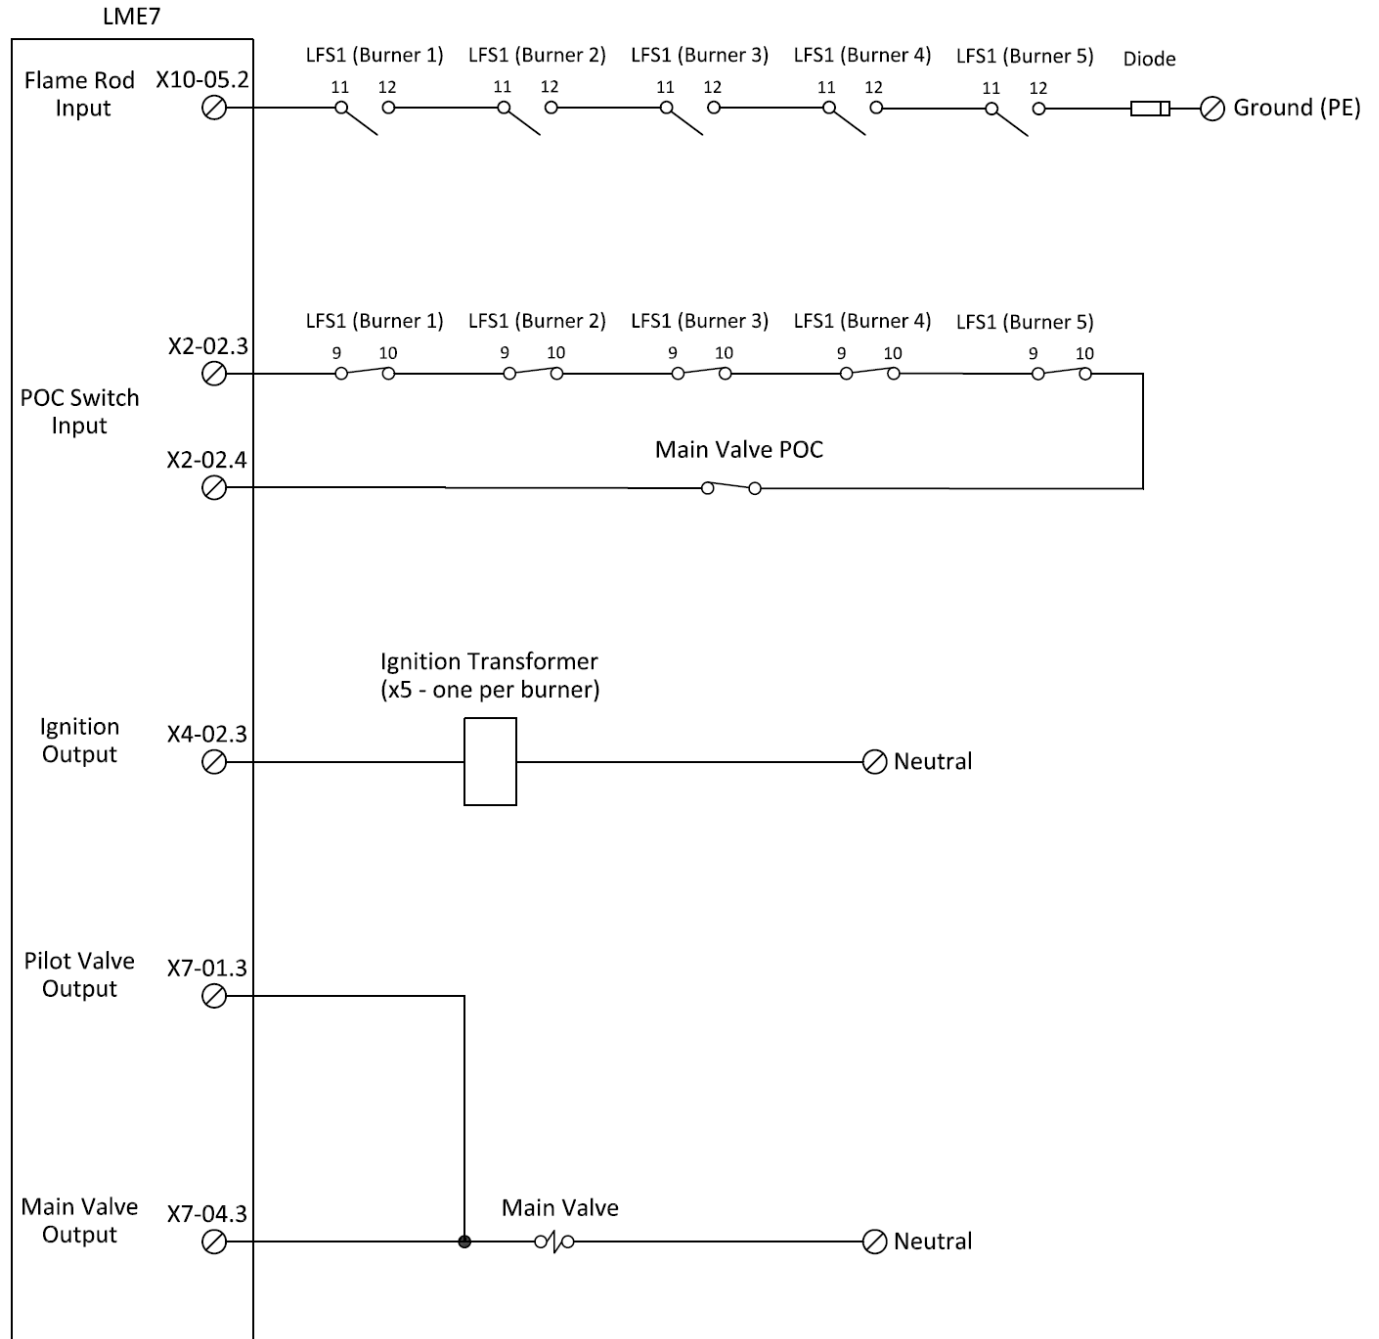 LME7
Flame Rod
Input
X10-05.2
LFS1 (Burner 1)
LFS1 (Burner 2)
LFS1 (Burner 3)
LFS1 (Burner 4)
LFS1 (Burner 5)
Diode
11 12
11 12
11 12
11 12
11 12
Ground (PE)
LFS1 (Burner 1)
LFS1 (Burner 2)
LFS1 (Burner 3)
LFS1 (Burner 4)
LFS1 (Burner 5)
X2-02.3
9 10
9 10
9 10
9 10
9 10
POC Switch
Input
X2-02.4
Main Valve POC
Ignition Transformer
(x5 - one per burner)
Ignition
Output
X4-02.3
Neutral
Pilot Valve
Output
X7-01.3
Main Valve
Output
X7-04.3
Main Valve
Neutral